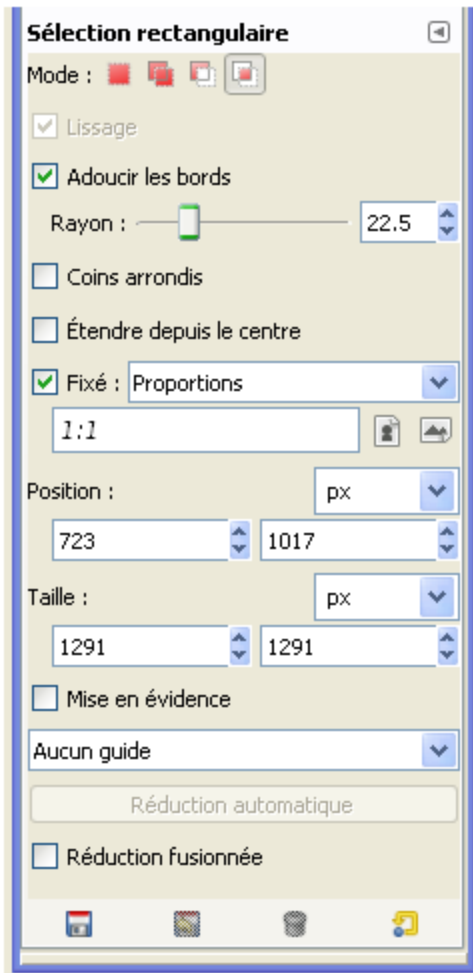 Sélection rectangulaire
Mode :
Lissage
Adoucir les bords
Rayon : 22.5
Coins arrondis
Étendre depuis le centre
Fixé : Proportions
1:1
Position : px
723 1017
Taille : px
1291 1291
Mise en évidence
Aucun guide
Réduction automatique
Réduction fusionnée